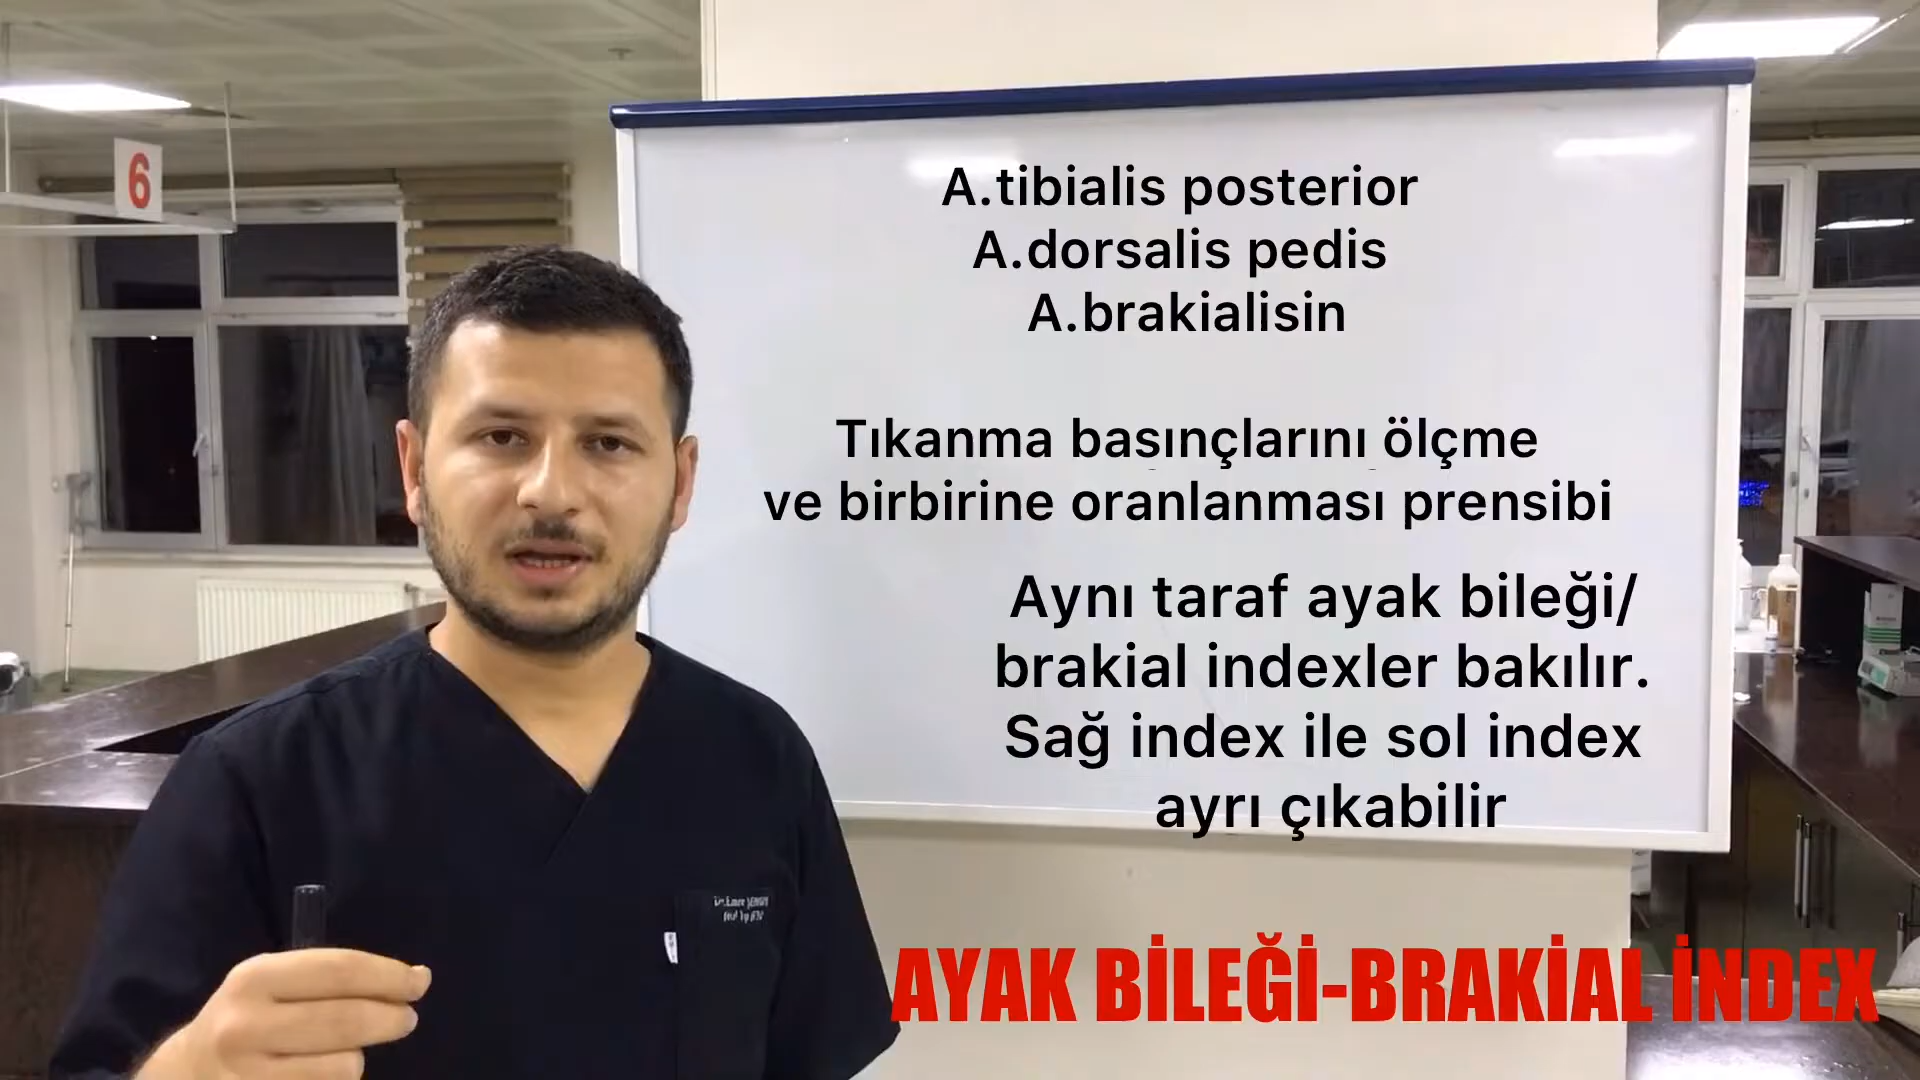 6
A.tibialis posterior
A.dorsalis pedis
A.brakialisin
Tıkanma basınçlarını ölçme
ve birbirine oranlanması prensibi
Aynı taraf ayak bileği/
brakial indexler bakılır.
Sağ index ile sol index
ayrı çıkabilir
AYAK BİLEĞİ-BRAKİAL İNDEX